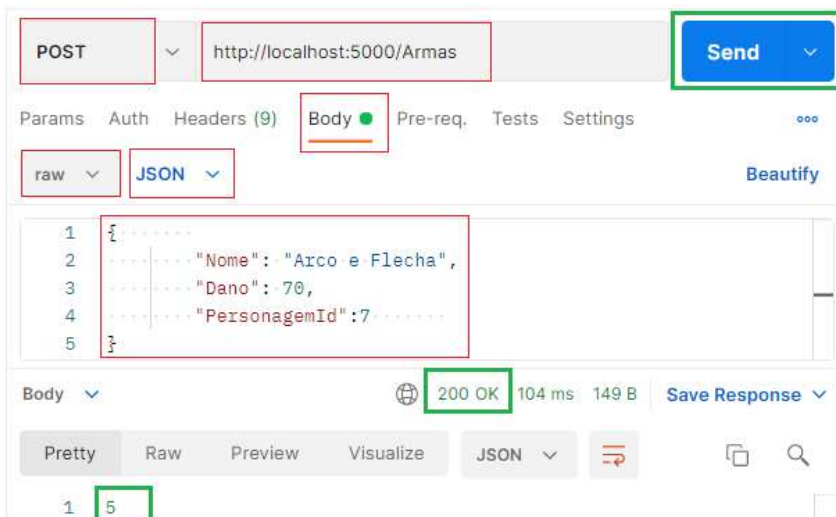 POST http://localhost:5000/Armas Send
Params Auth Headers (9) Body Pre-req. Tests Settings
raw JSON Beautify
1 {
2 "Nome": "Arco e Flecha",
3 "Dano": 70,
4 "PersonagemId":7
5 }
Body 200 OK 104 ms 149 B Save Response
Pretty Raw Preview Visualize JSON
1 5